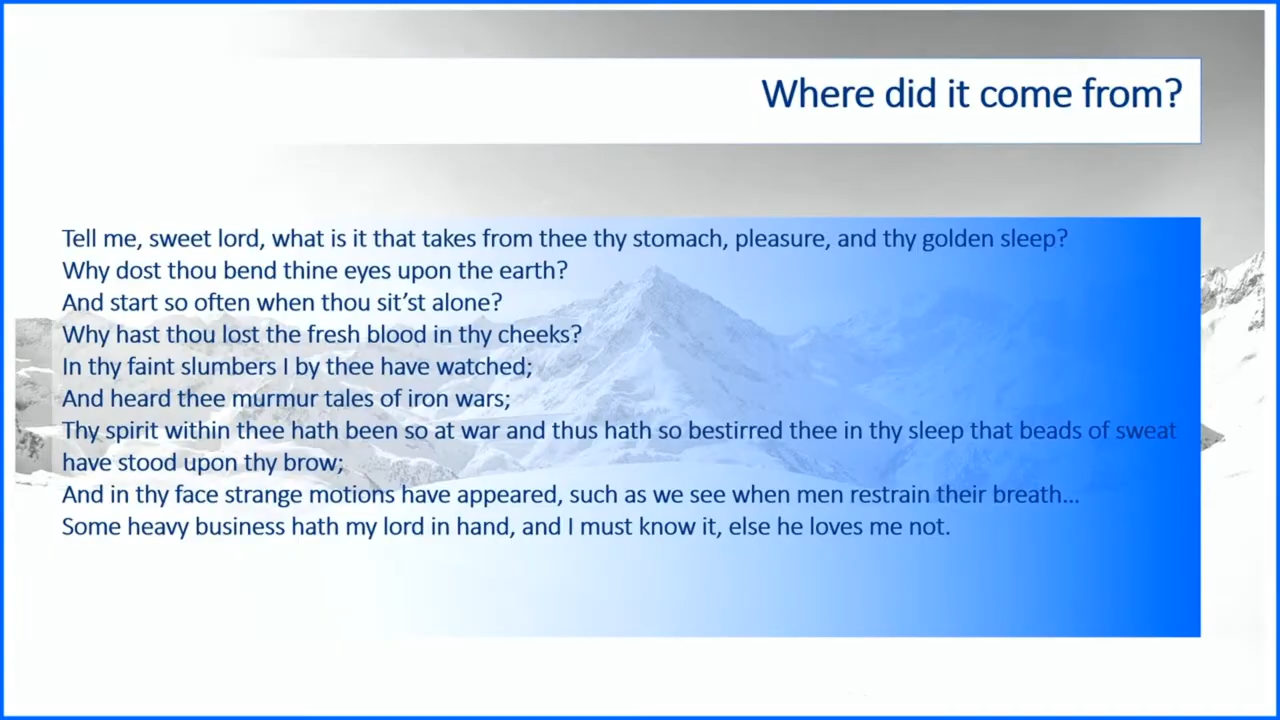 Where did it come from?
Tell me, sweet lord, what is it that takes from thee thy stomach, pleasure, and thy golden sleep?
Why dost thou bend thine eyes upon the earth?
And start so often when thou sit’st alone?
Why hast thou lost the fresh blood in thy cheeks?
In thy faint slumbers I by thee have watched;
And heard thee murmur tales of iron wars;
Thy spirit within thee hath been so at war and thus hath so bestirred thee in thy sleep that beads of sweat
have stood upon thy brow;
And in thy face strange motions have appeared, such as we see when men restrain their breath…
Some heavy business hath my lord in hand, and I must know it, else he loves me not.